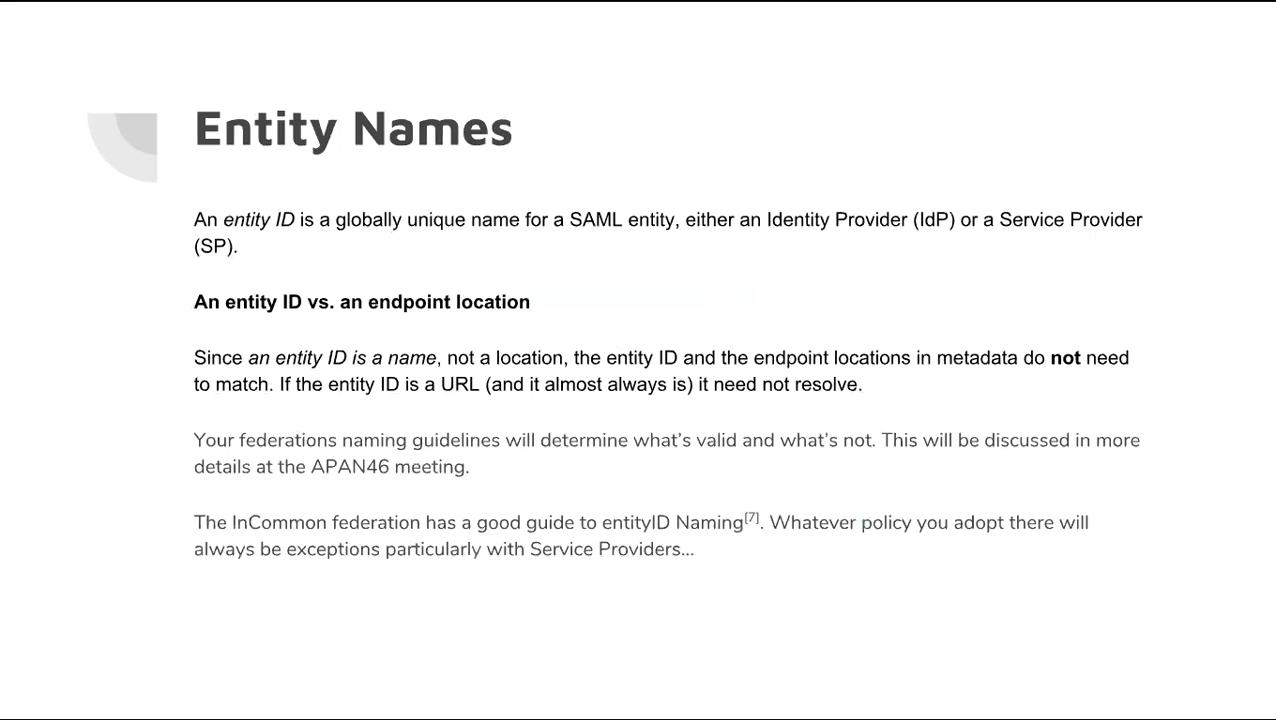 Entity Names
An entity ID is a globally unique name for a SAML entity, either an Identity Provider (IdP) or a Service Provider
(SP).
An entity ID vs. an endpoint location
Since an entity ID is a name, not a location, the entity ID and the endpoint locations in metadata do not need
to match. If the entity ID is a URL (and it almost always is) it need not resolve.
Your federations naming guidelines will determine what's valid and what's not. This will be discussed in more
details at the APAN46 meeting.
The InCommon federation has a good guide to entityID Naming[7]. Whatever policy you adopt there will
always be exceptions particularly with Service Providers...